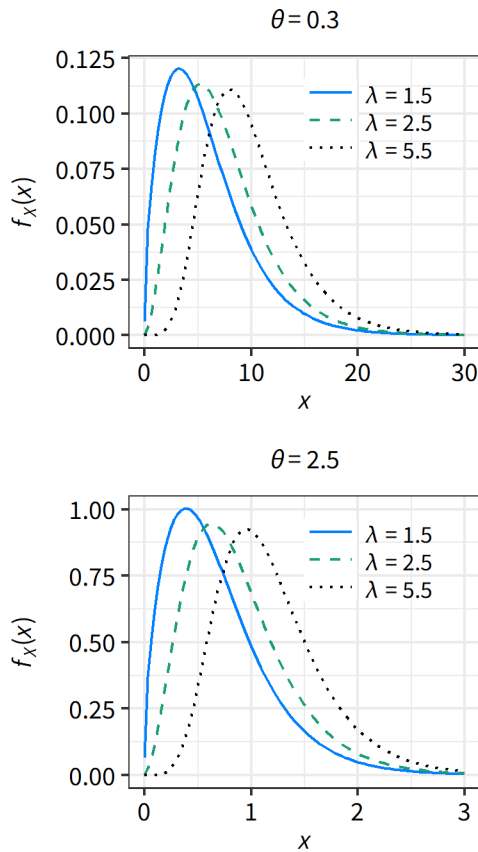 θ = 0.3
0.125
0.100
0.075
0.050
0.025
0.000
f_X(x)
λ = 1.5
λ = 2.5
λ = 5.5
0 10 20 30
x
θ = 2.5
1.00
0.75
0.50
0.25
0.00
f_X(x)
λ = 1.5
λ = 2.5
λ = 5.5
0 1 2 3
x